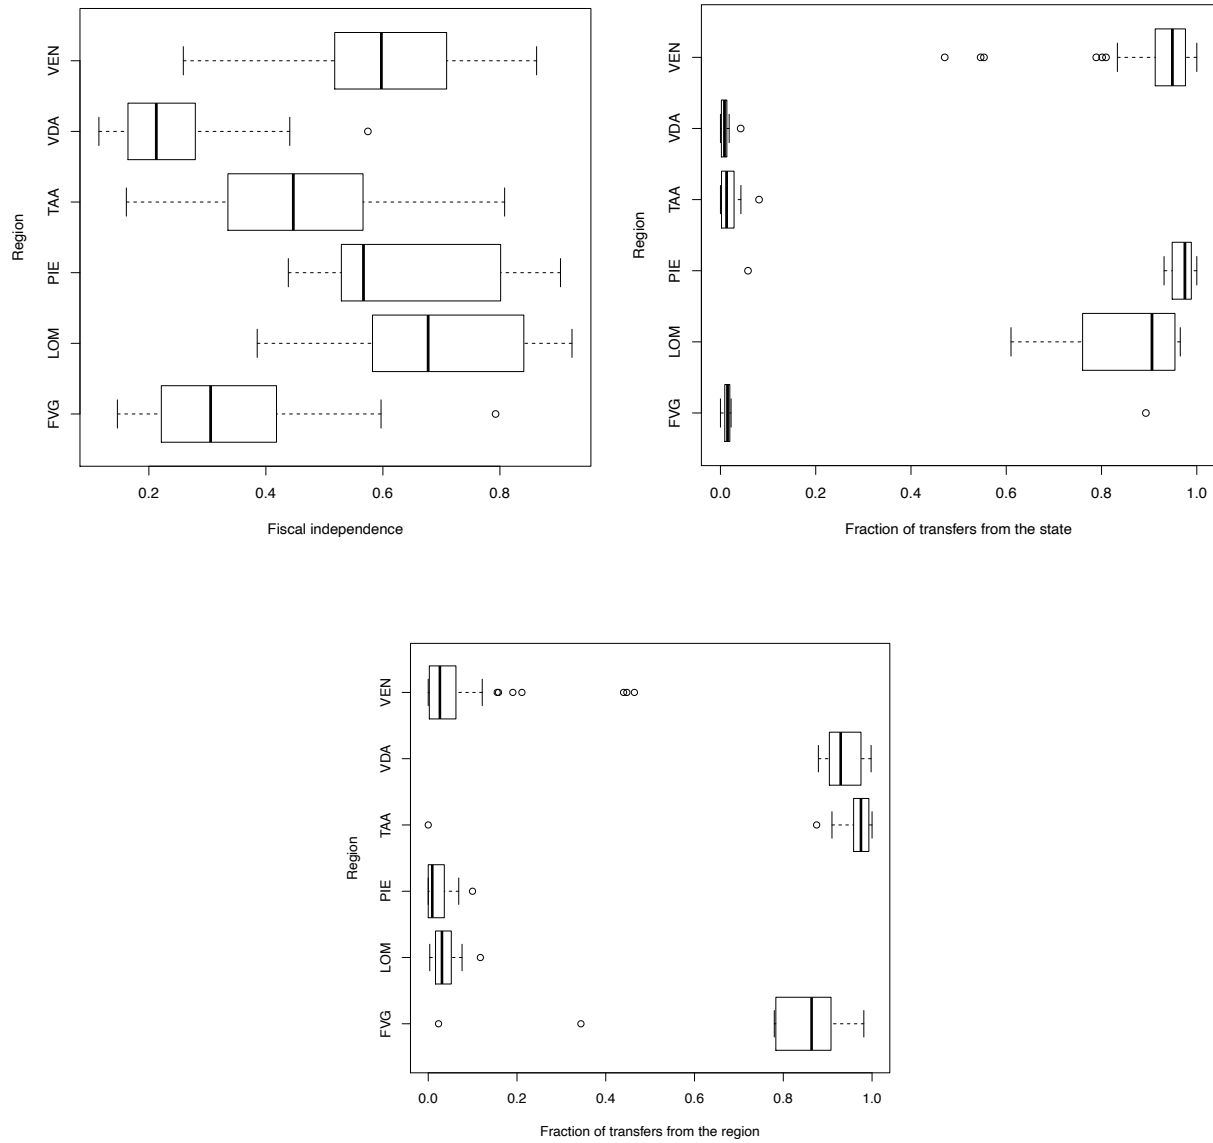 VEN
VDA
TAA
PIE
LOM
FVG
Region
0.2 0.4 0.6 0.8
Fiscal independence
VEN
VDA
TAA
PIE
LOM
FVG
Region
0.0 0.2 0.4 0.6 0.8 1.0
Fraction of transfers from the state
VEN
VDA
TAA
PIE
LOM
FVG
Region
0.0 0.2 0.4 0.6 0.8 1.0
Fraction of transfers from the region